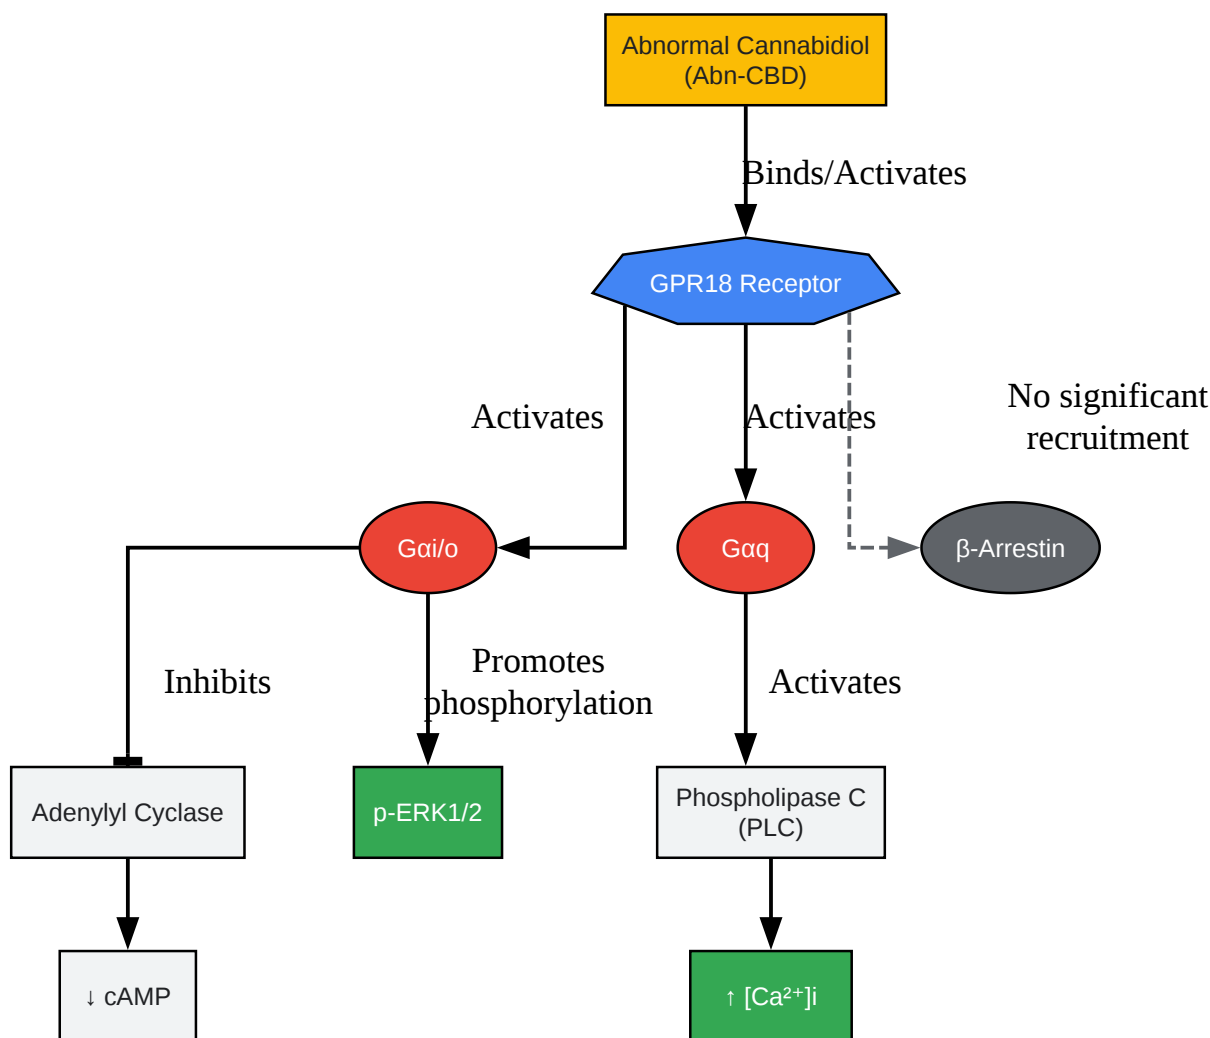 Abnormal Cannabidiol
(Abn-CBD)
Binds/Activates
GPR18 Receptor
Activates
Activates
No significant
recruitment
Gαi/o
Gαq
β-Arrestin
Inhibits
Promotes
phosphorylation
Activates
Adenylyl Cyclase
p-ERK1/2
Phospholipase C
(PLC)
↓ cAMP
↑ [Ca²⁺]i